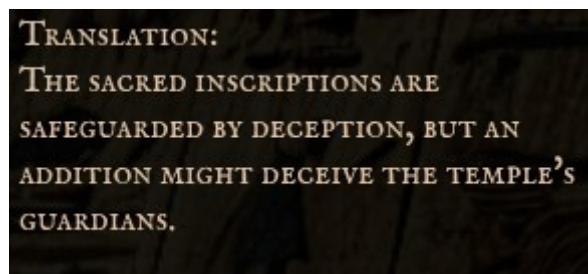 Translation:
The sacred inscriptions are
safeguarded by deception, but an
addition might deceive the temple's
guardians.